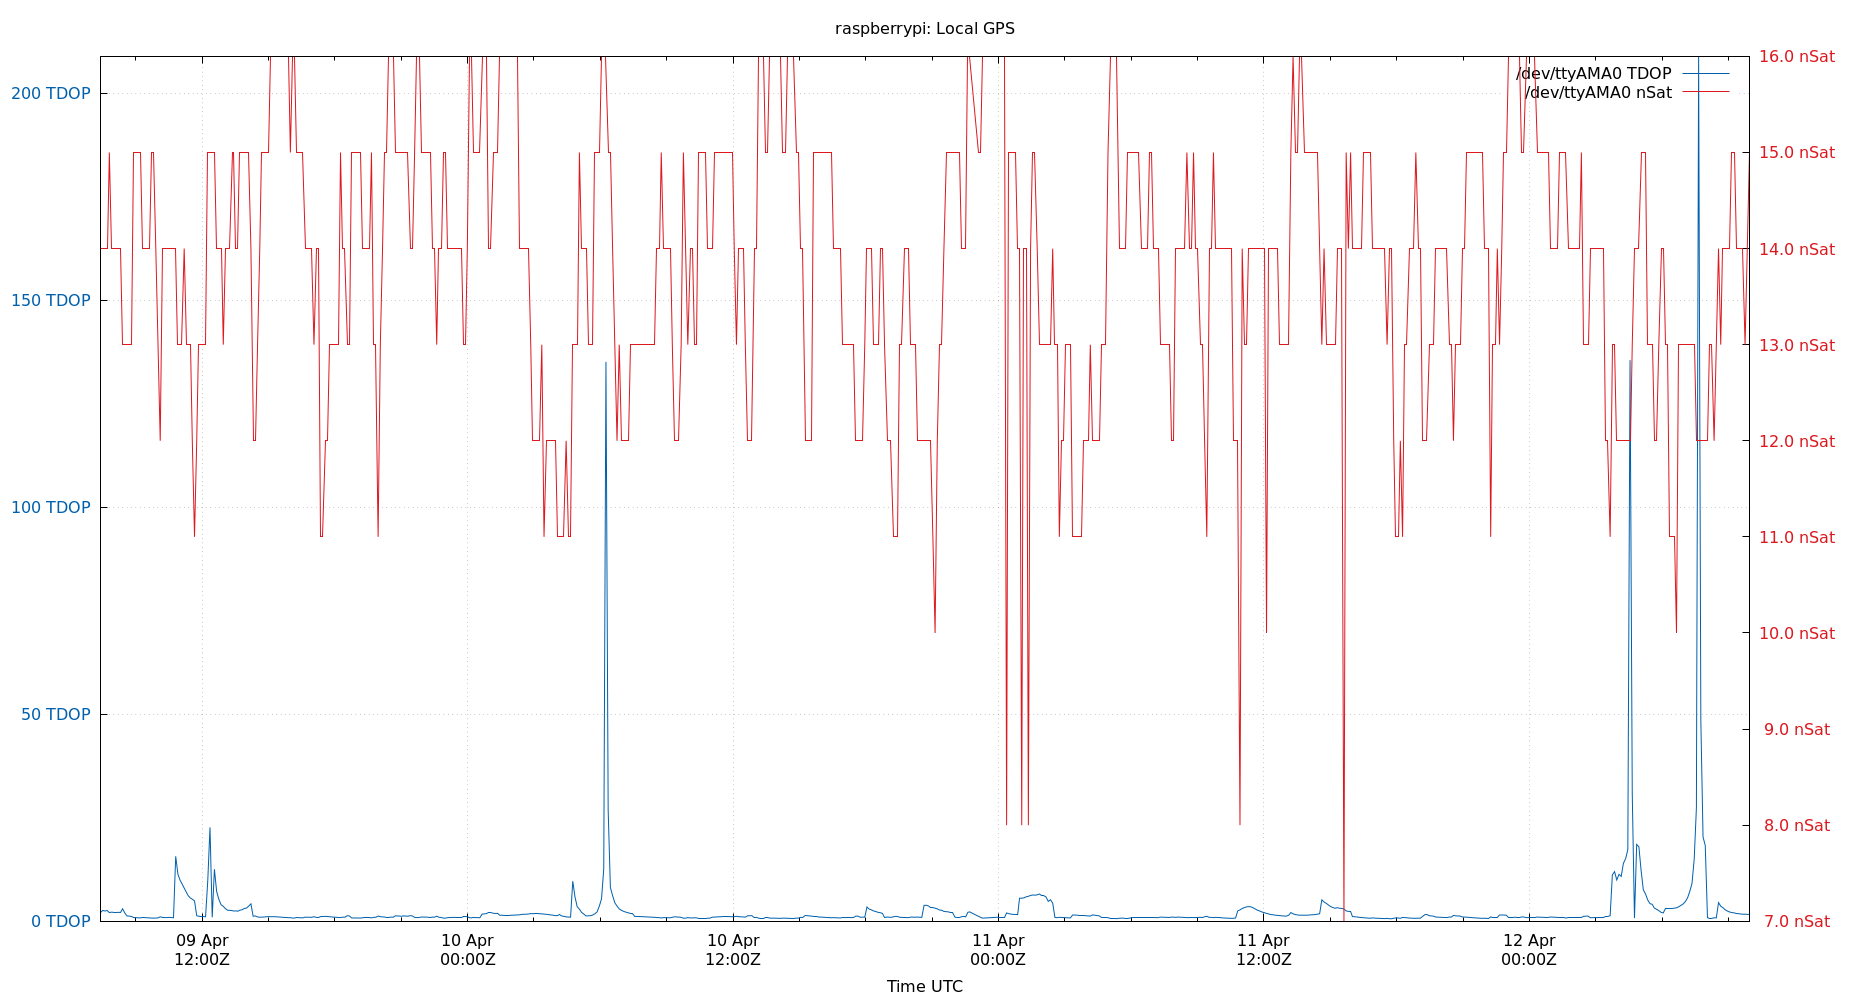 raspberrypi: Local GPS
/dev/ttyAMA0 TDOP
/dev/ttyAMA0 nSat
200 TDOP
150 TDOP
100 TDOP
50 TDOP
0 TDOP
16.0 nSat
15.0 nSat
14.0 nSat
13.0 nSat
12.0 nSat
11.0 nSat
10.0 nSat
9.0 nSat
8.0 nSat
7.0 nSat
09 Apr
12:00Z
10 Apr
00:00Z
10 Apr
12:00Z
11 Apr
00:00Z
11 Apr
12:00Z
12 Apr
00:00Z
Time UTC